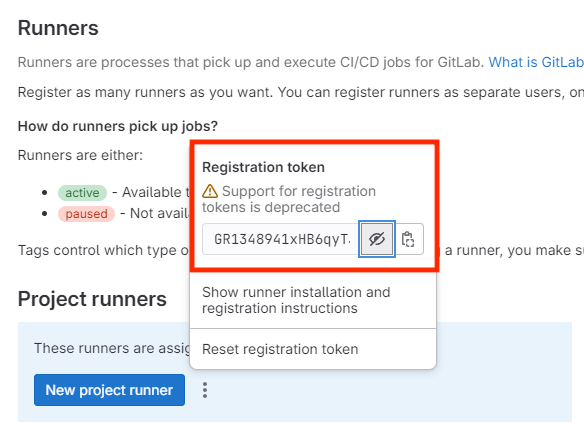 Runners
Runners are processes that pick up and execute CI/CD jobs for GitLab. What is GitLab
Register as many runners as you want. You can register runners as separate users, on
How do runners pick up jobs?
Runners are either:
active - Available t
paused - Not avail
Tags control which type o
g a runner, you make su
Registration token
Support for registration
tokens is deprecated
GR1348941xHB6qyT
Show runner installation and
registration instructions
Reset registration token
Project runners
These runners are assig
New project runner